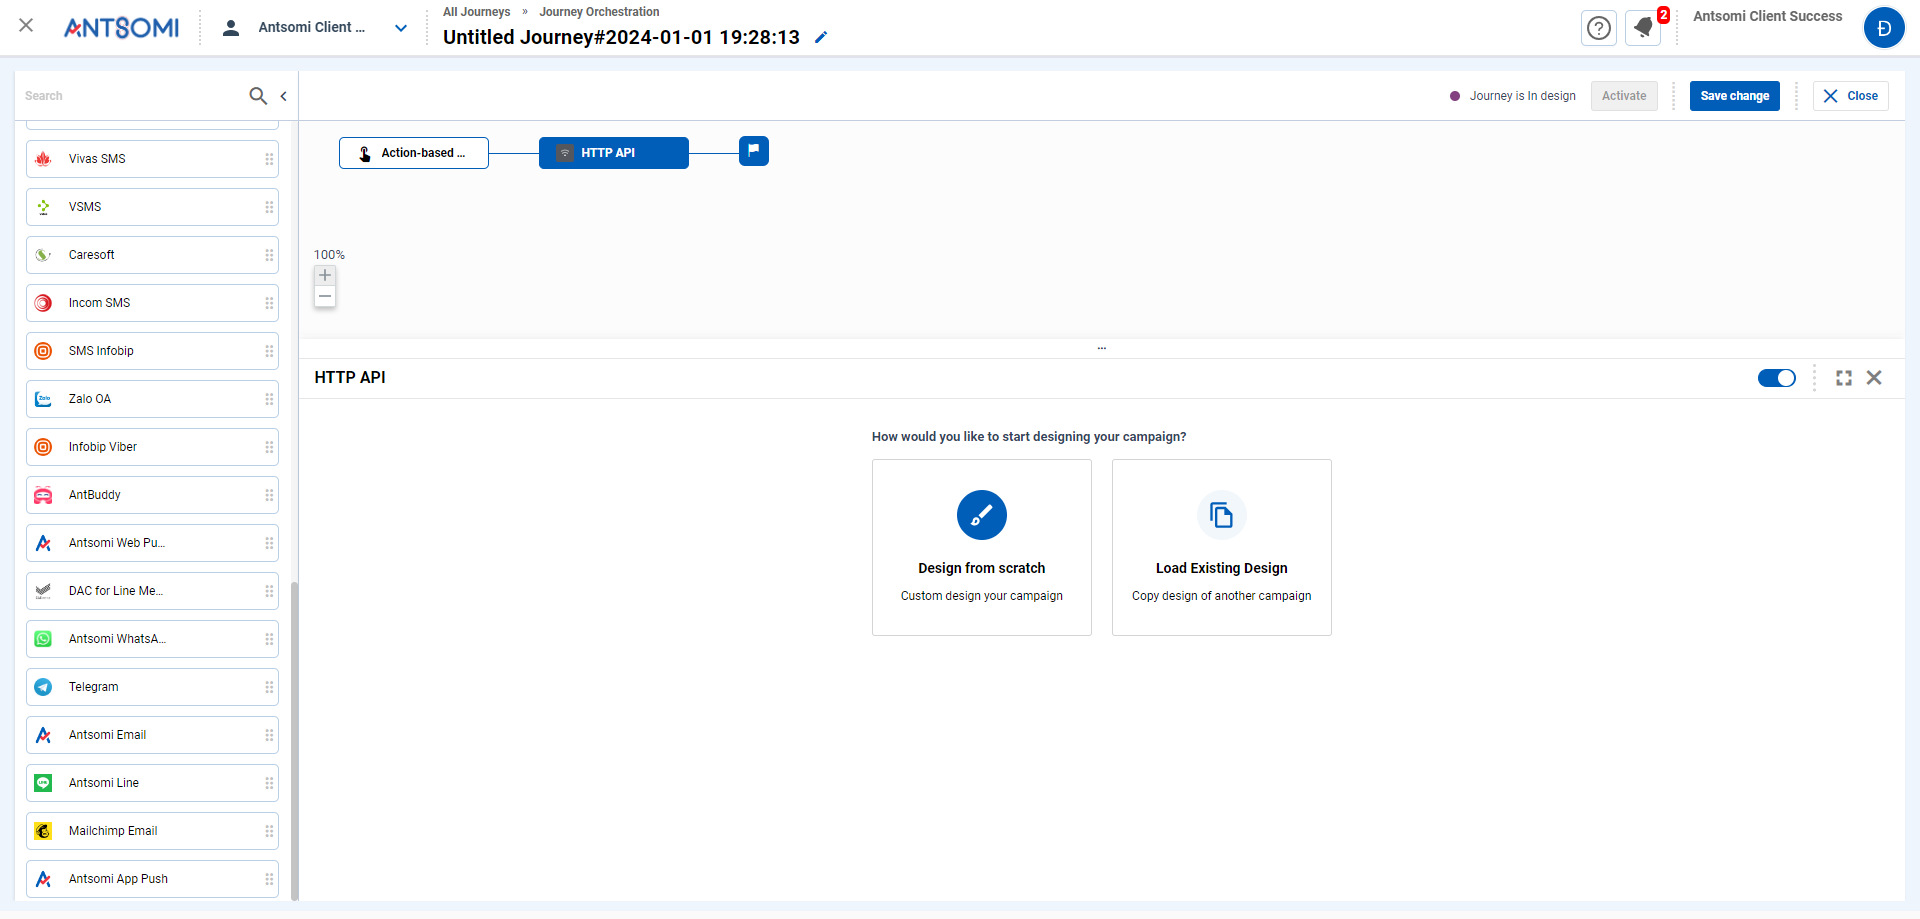 ANTSOMI
Antsomi Client ...
All Journeys » Journey Orchestration
Untitled Journey#2024-01-01 19:28:13
2
Antsomi Client Success
Đ
Search
Journey is In design
Activate
Save change
Close
Vivas SMS
VSMS
Caresoft
Incom SMS
SMS Infobip
Zalo OA
Infobip Viber
AntBuddy
Antsomi Web Pu...
DAC for Line Me...
Antsomi WhatsA...
Telegram
Antsomi Email
Antsomi Line
Mailchimp Email
Antsomi App Push
Action-based ...
HTTP API
100%
...
HTTP API
How would you like to start designing your campaign?
Design from scratch
Custom design your campaign
Load Existing Design
Copy design of another campaign